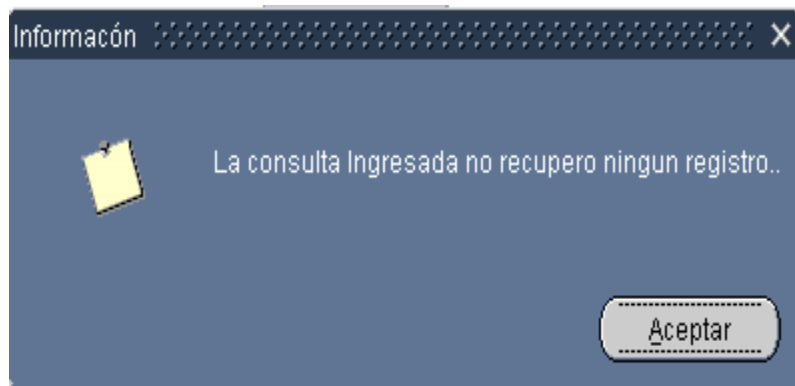 Informacón
La consulta Ingresada no recupero ningun registro..
Aceptar